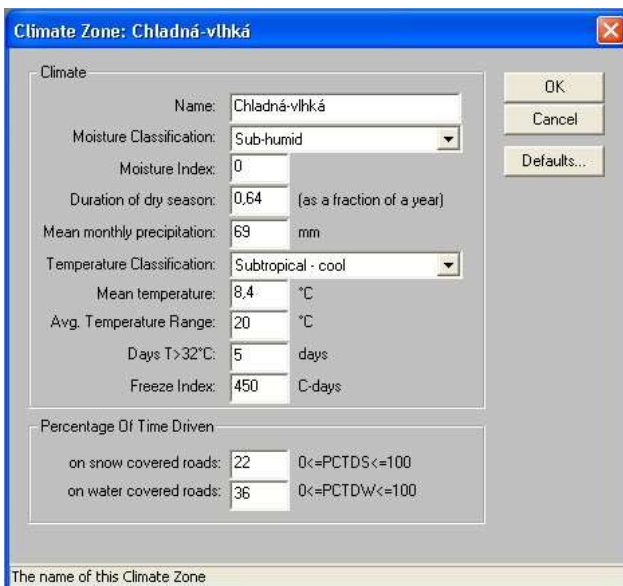 Climate Zone: Chladná-vlhká
Climate
Name: Chladná-vlhká
Moisture Classification: Sub-humid
Moisture Index: 0
Duration of dry season: 0,64 (as a fraction of a year)
Mean monthly precipitation: 69 mm
Temperature Classification: Subtropical - cool
Mean temperature: 8,4 °C
Avg. Temperature Range: 20 °C
Days T>32°C: 5 days
Freeze Index: 450 C-days
OK
Cancel
Defaults...
Percentage Of Time Driven
on snow covered roads: 22 0<=PCTDS<=100
on water covered roads: 36 0<=PCTDW<=100
The name of this Climate Zone